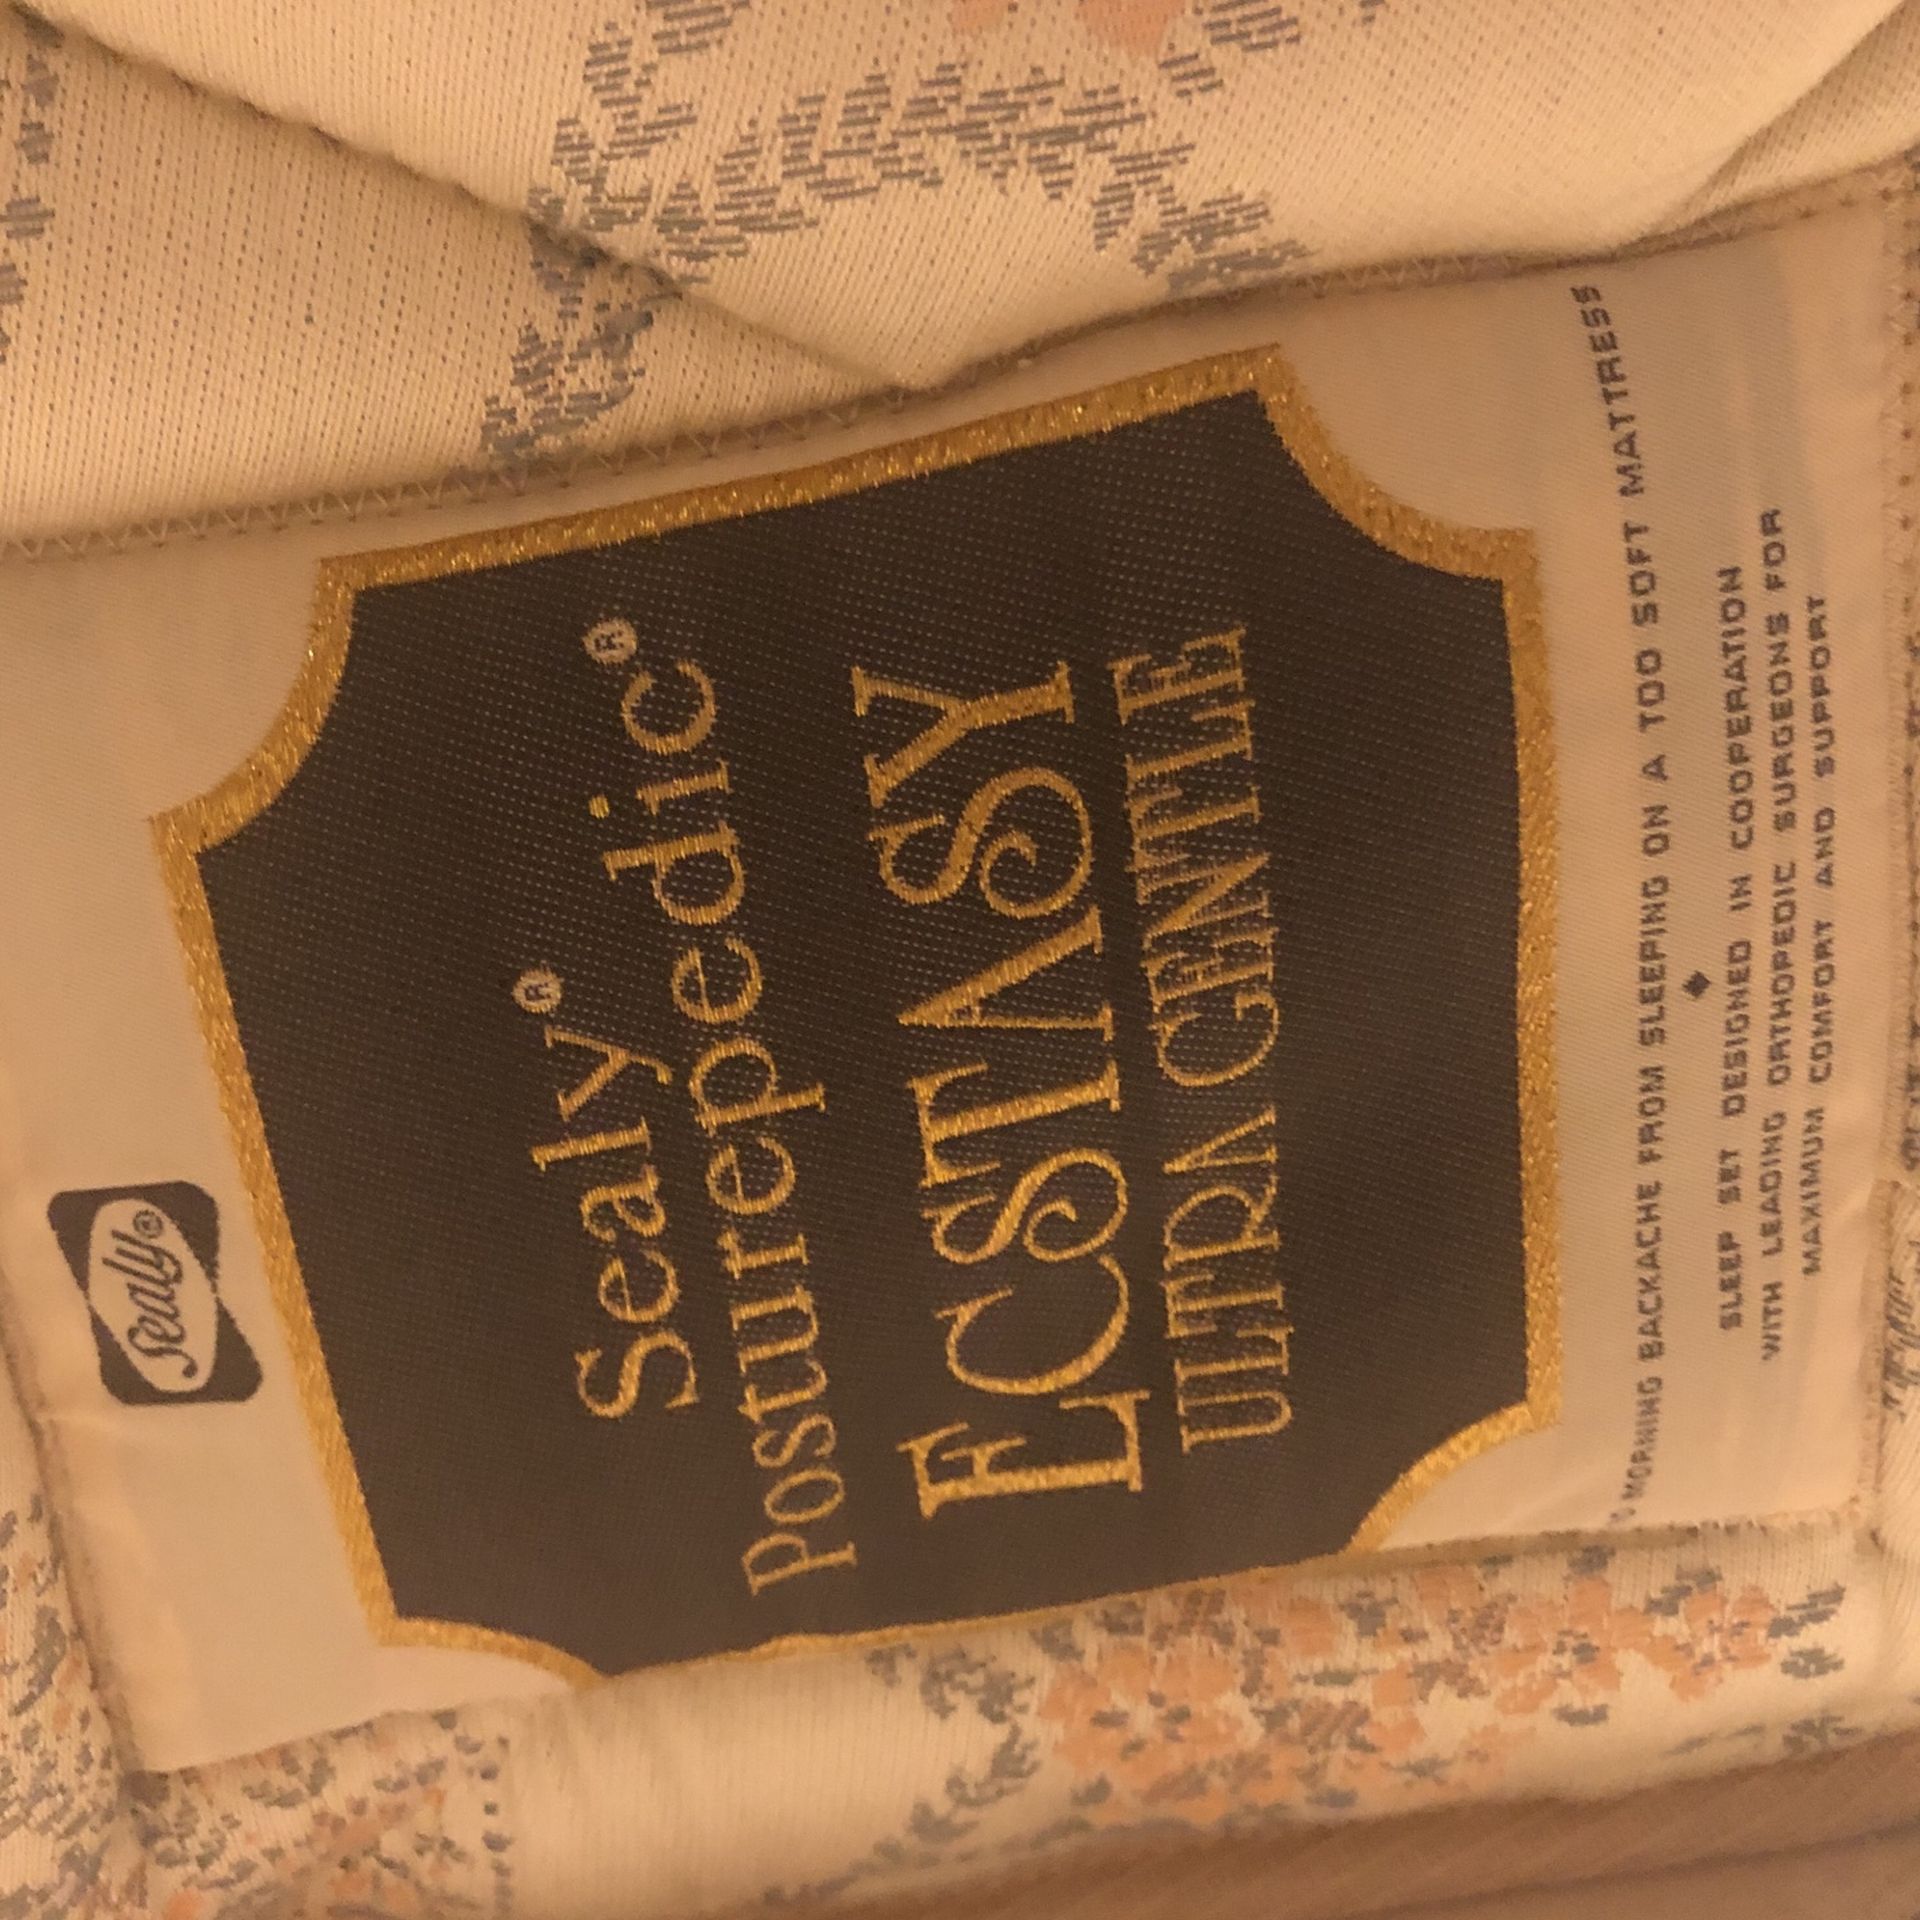 Sealy®
Sealy®
Posturepedic®
ECSTASY
ULTRA GENTLE
"MORNING BACKACHE FROM SLEEPING ON A TOO SOFT MATTRESS"
SLEEP SET DESIGNED IN COOPERATION
WITH LEADING ORTHOPEDIC SURGEONS FOR
MAXIMUM COMFORT AND SUPPORT